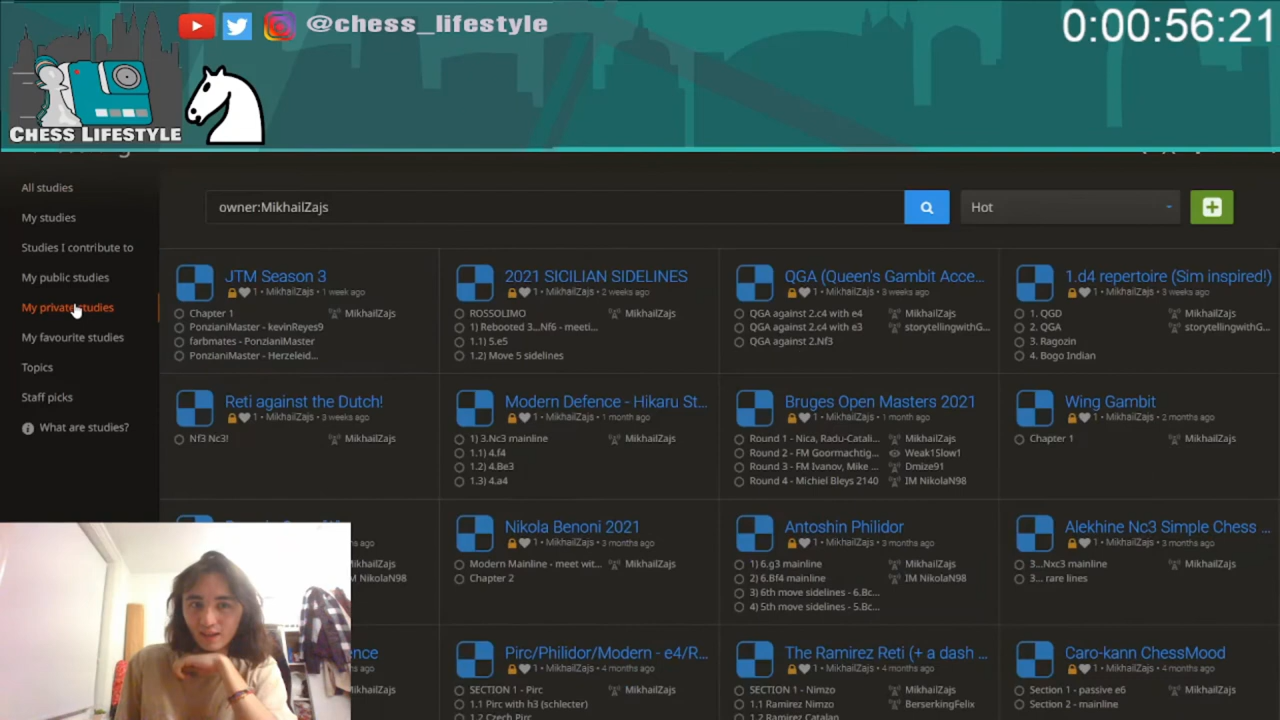 @chess_lifestyle
0:00:56:21
CHESS LIFESTYLE
All studies
My studies
Studies I contribute to
My public studies
My private studies
My favourite studies
Topics
Staff picks
What are studies?
owner:MikhailZajs
Hot
JTM Season 3
1 • MikhailZajs • 1 week ago
Chapter 1
PonzianiMaster - kevinReyes9
farbmates - PonzianiMaster
PonzianiMaster - Herzeleid...
MikhailZajs
2021 SICILIAN SIDELINES
1 • MikhailZajs • 2 weeks ago
ROSSOLIMO
1) Rebooted 3...Nf6 - meeti...
1.1) 5.e5
1.2) Move 5 sidelines
MikhailZajs
QGA (Queen's Gambit Acce...
1 • MikhailZajs • 3 weeks ago
QGA against 2.c4 with e4
QGA against 2.c4 with e3
QGA against 2.Nf3
MikhailZajs
storytellingwithG...
1.d4 repertoire (Sim inspired!)
1 • MikhailZajs • 3 weeks ago
1. QGD
2. QGA
3. Ragozin
4. Bogo Indian
MikhailZajs
storytellingwithG...
Reti against the Dutch!
1 • MikhailZajs • 3 weeks ago
Nf3 Nc3!
MikhailZajs
Modern Defence - Hikaru St...
1 • MikhailZajs • 1 month ago
1) 3.Nc3 mainline
1.1) 4.f4
1.2) 4.Be3
1.3) 4.a4
MikhailZajs
Bruges Open Masters 2021
1 • MikhailZajs • 1 month ago
Round 1 - Nica, Radu-Catali...
Round 2 - FM Goormachtig...
Round 3 - FM Ivanov, Mike ...
Round 4 - Michiel Bleys 2140
MikhailZajs
Weak1Slow1
Dmize91
IM NikolaN98
Wing Gambit
1 • MikhailZajs • 2 months ago
Chapter 1
MikhailZajs
hs ago
MikhailZajs
IM NikolaN98
Nikola Benoni 2021
1 • MikhailZajs • 3 months ago
Modern Mainline - meet wit...
Chapter 2
MikhailZajs
Antoshin Philidor
1 • MikhailZajs • 3 months ago
1) 6.g3 mainline
2) 6.Bf4 mainline
3) 6th move sidelines - 6.Bc...
4) 5th move sidelines - 5.Bc...
MikhailZajs
IM NikolaN98
Alekhine Nc3 Simple Chess ...
1 • MikhailZajs • 3 months ago
3...Nxc3 mainline
3... rare lines
MikhailZajs
ence
hs ago
MikhailZajs
Pirc/Philidor/Modern - e4/R...
1 • MikhailZajs • 4 months ago
SECTION 1 - Pirc
1.1 Pirc with h3 (schlecter)
1.2 Czech Pirc
MikhailZajs
The Ramirez Reti (+ a dash ...
1 • MikhailZajs • 4 months ago
SECTION 1 - Nimzo
1.1 Ramirez Nimzo
1.2 Ramirez Catalan
MikhailZajs
BerserkingFelix
Caro-kann ChessMood
1 • MikhailZajs • 4 months ago
Section 1 - passive e6
Section 2 - mainline
MikhailZajs